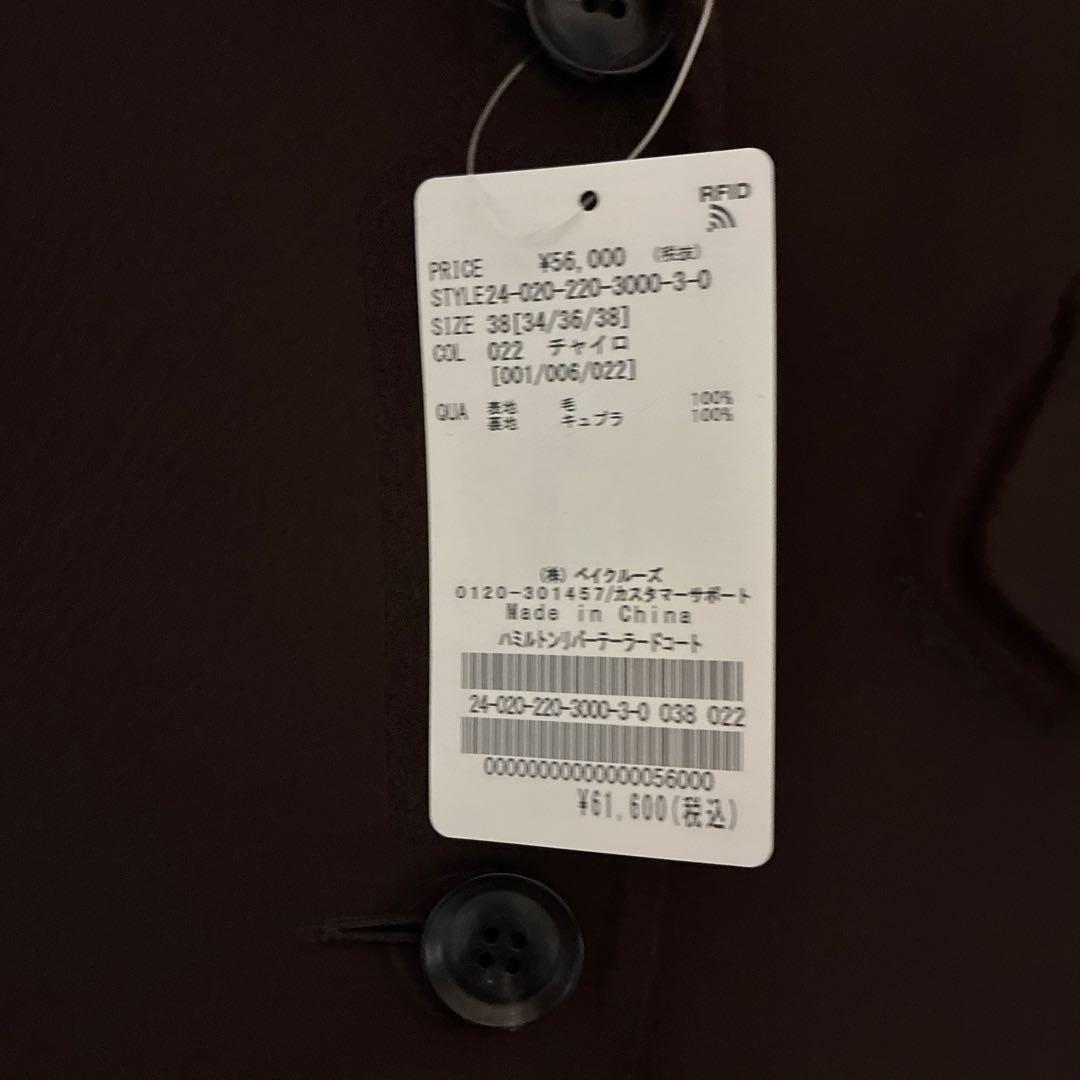 RFID
PRICE ¥56,000 (税抜)
STYLE24-020-220-3000-3-0
SIZE 38[34/36/38]
COL 022 チャイロ
[001/006/022]
QUA 表地 毛 100%
裏地 キュプラ 100%
(株) ベイクルーズ
0120-301457/カスタマーサポート
Made in China
ハミルトンリバーテーラードコート
24-020-220-3000-3-0 038 022
00000000000000056000
¥61,600(税込)